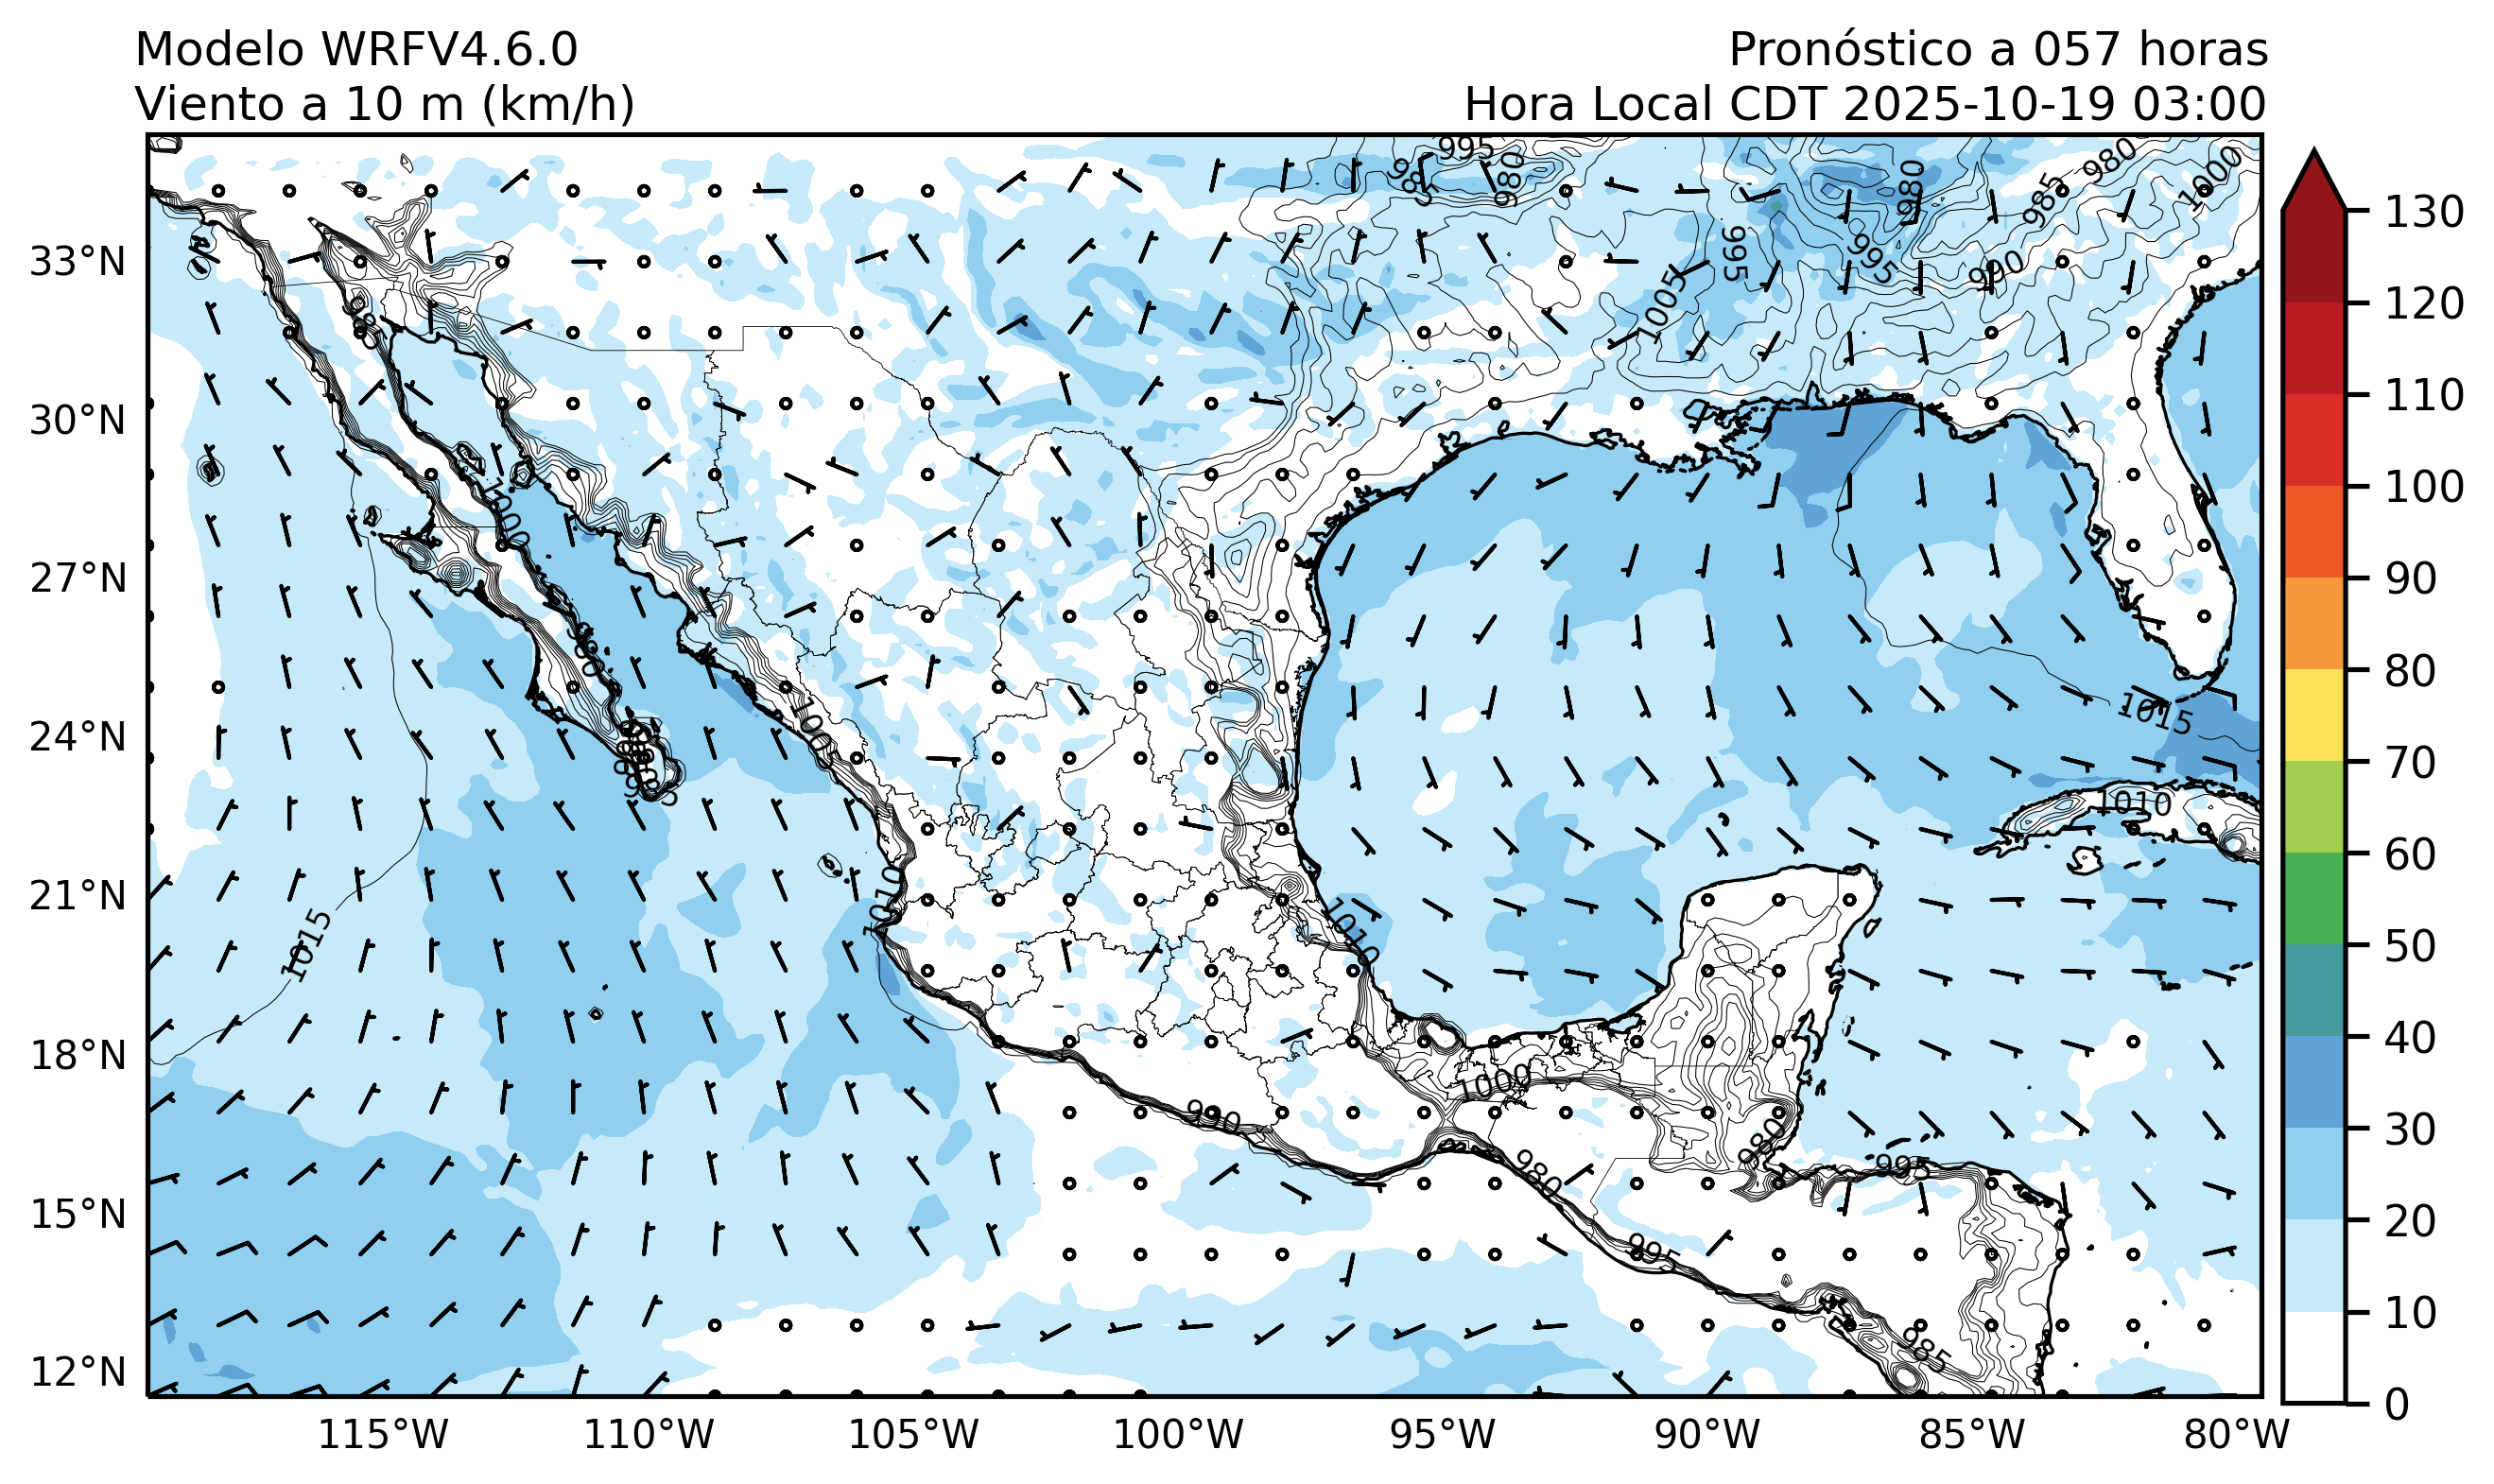 Modelo WRFV4.6.0
Viento a 10 m (km/h)
Pronóstico a 057 horas
Hora Local CDT 2025-10-19 03:00
33°N
30°N
27°N
24°N
21°N
18°N
15°N
12°N
115°W
110°W
105°W
100°W
95°W
90°W
85°W
80°W
130
120
110
100
90
80
70
60
50
40
30
20
10
0
995
985
980
980
980
985
1000
995
995
990
1005
985
1000
1005
1015
1010
1010
1010
1015
1000
990
980
980
995
995
985